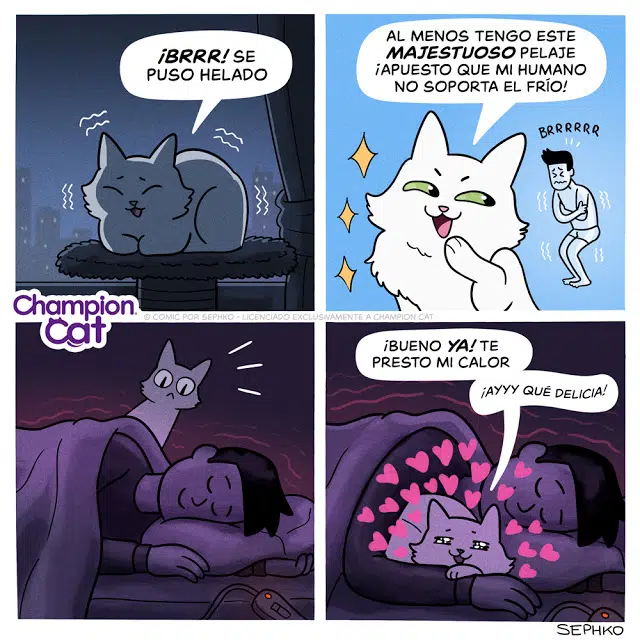 ¡BRRR! SE
PUSO HELADO
AL MENOS TENGO ESTE
MAJESTUOSO PELAJE
¡APUESTO QUE MI HUMANO
NO SOPORTA EL FRÍO!
BRRRRRRR
Champion
Cat
© COMIC POR SEPHKO - LICENCIADO EXCLUSIVAMENTE A CHAMPION CAT
¡BUENO YA! TE
PRESTO MI CALOR
¡AYYY QUÉ DELICIA!
SEPHKO